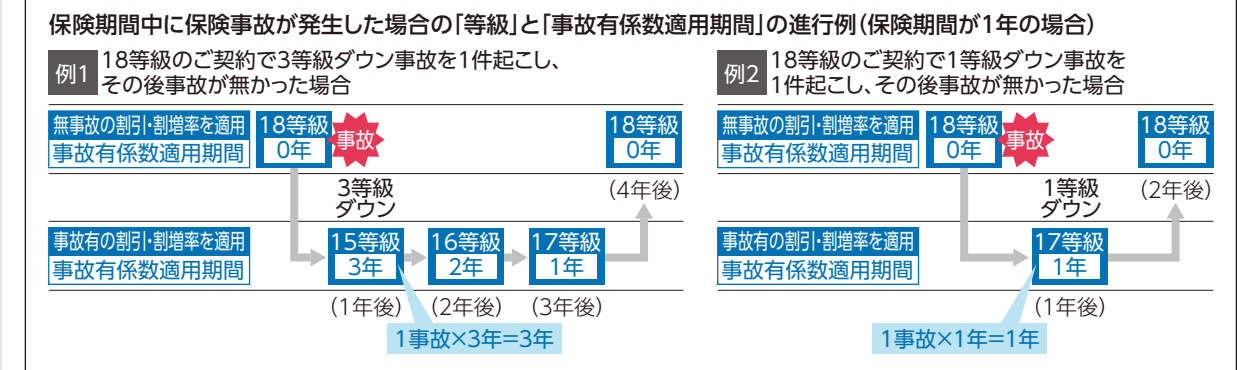 保険期間中に保険事故が発生した場合の「等級」と「事故有係数適用期間」の進行例（保険期間が1年の場合）
例1
18等級のご契約で3等級ダウン事故を1件起こし、
その後事故が無かった場合
無事故の割引・割増率を適用
事故有係数適用期間
18等級
0年
事故
18等級
0年
3等級
ダウン
（4年後）
事故有の割引・割増率を適用
事故有係数適用期間
15等級
3年
16等級
2年
17等級
1年
（1年後）
（2年後）
（3年後）
1事故×3年＝3年
例2
18等級のご契約で1等級ダウン事故を
1件起こし、その後事故が無かった場合
無事故の割引・割増率を適用
事故有係数適用期間
18等級
0年
事故
18等級
0年
1等級
ダウン
（2年後）
事故有の割引・割増率を適用
事故有係数適用期間
17等級
1年
（1年後）
1事故×1年＝1年